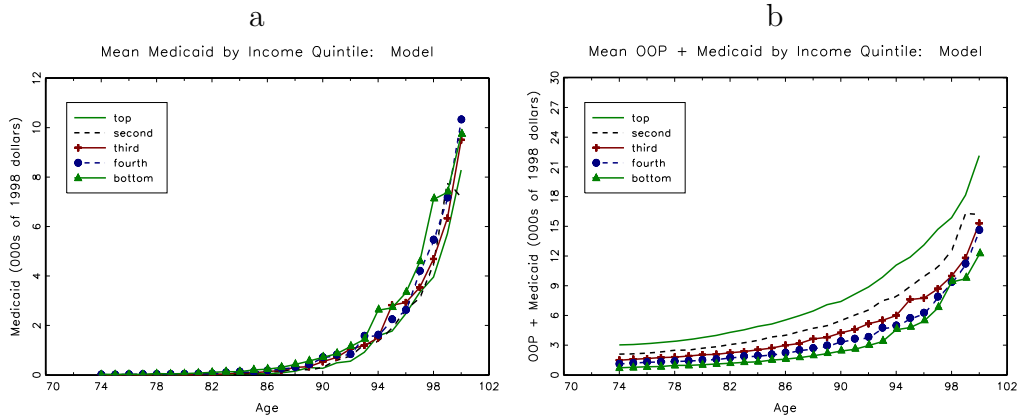 a
Mean Medicaid by Income Quintile: Model
Medicaid (000s of 1998 dollars)
12
10
8
6
4
2
0
top
second
third
fourth
bottom
70 74 78 82 86 90 94 98 102
Age
b
Mean OOP + Medicaid by Income Quintile: Model
OOP + Medicaid (000s of 1998 dollars)
30
27
24
21
18
15
12
9
6
3
0
top
second
third
fourth
bottom
70 74 78 82 86 90 94 98 102
Age